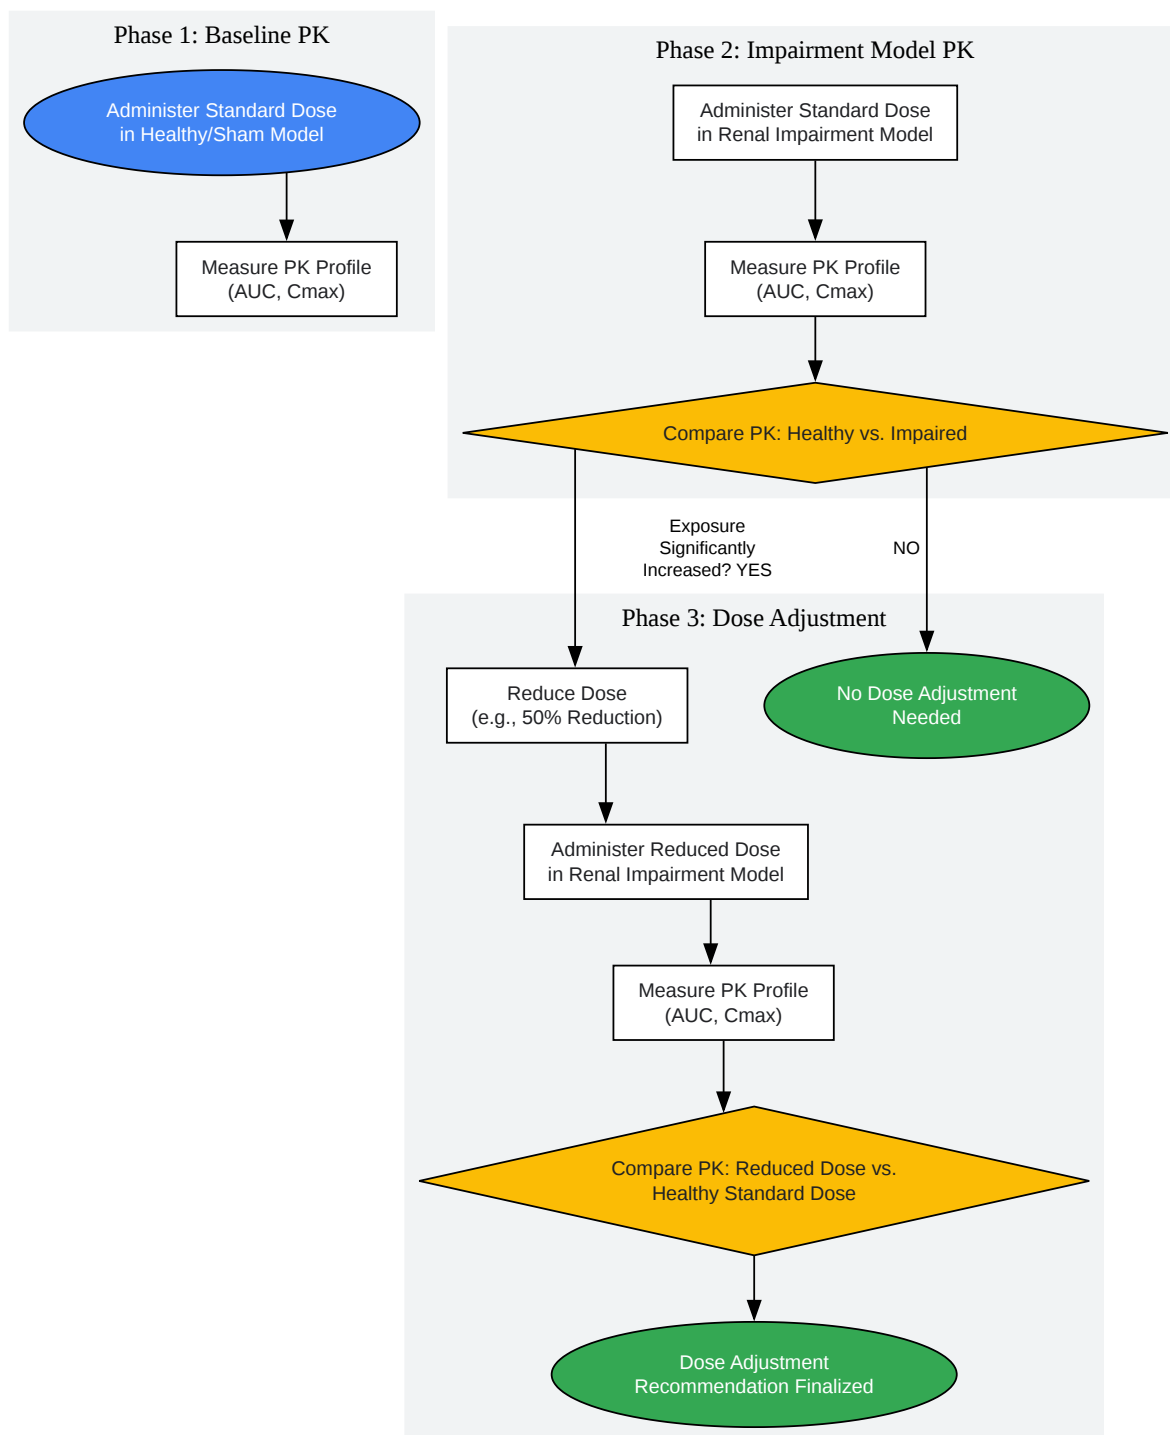 Phase 1: Baseline PK
Administer Standard Dose
in Healthy/Sham Model
Measure PK Profile
(AUC, Cmax)
Phase 2: Impairment Model PK
Administer Standard Dose
in Renal Impairment Model
Measure PK Profile
(AUC, Cmax)
Compare PK: Healthy vs. Impaired
Exposure
Significantly
Increased? YES
NO
Phase 3: Dose Adjustment
Reduce Dose
(e.g., 50% Reduction)
No Dose Adjustment
Needed
Administer Reduced Dose
in Renal Impairment Model
Measure PK Profile
(AUC, Cmax)
Compare PK: Reduced Dose vs.
Healthy Standard Dose
Dose Adjustment
Recommendation Finalized